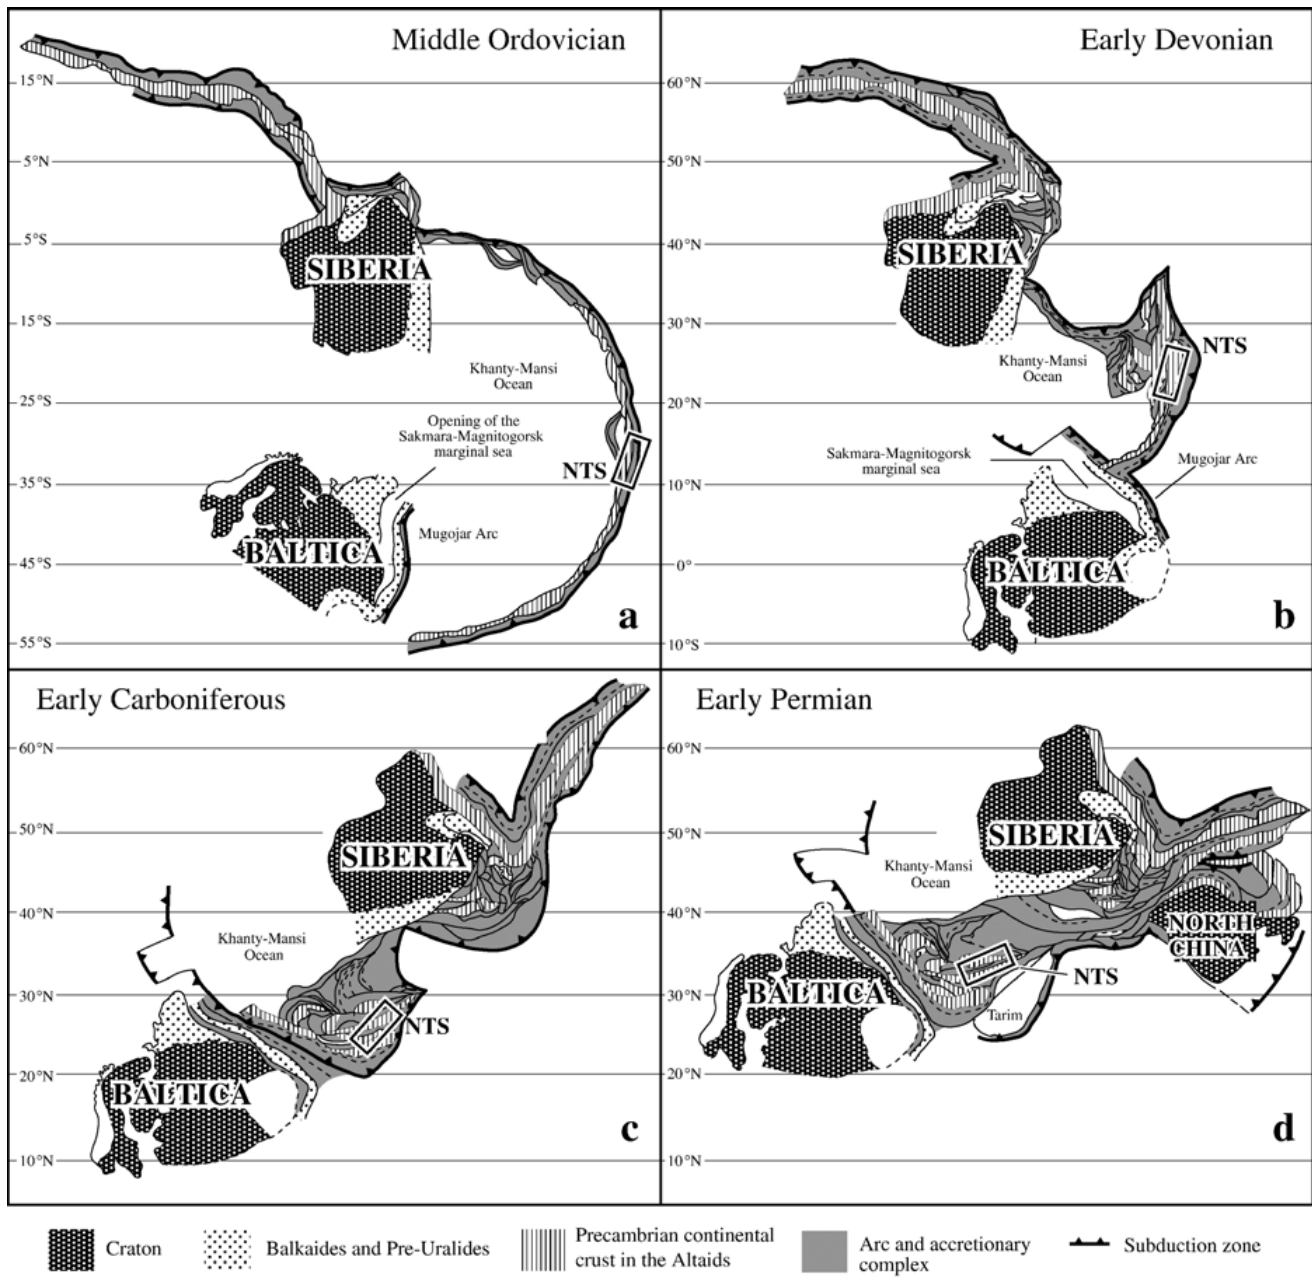 Middle Ordovician
15°N
5°N
5°S
15°S
25°S
35°S
45°S
55°S
SIBERIA
Khanty-Mansi
Ocean
Opening of the
Sakmara-Magnitogorsk
marginal sea
NTS
Mugojar Arc
BALTICA
a
Early Devonian
60°N
50°N
40°N
30°N
20°N
10°N
0°
10°S
SIBERIA
Khanty-Mansi
Ocean
NTS
Sakmara-Magnitogorsk
marginal sea
Mugojar Arc
BALTICA
b
Early Carboniferous
60°N
50°N
40°N
30°N
20°N
10°N
SIBERIA
Khanty-Mansi
Ocean
NTS
BALTICA
c
Early Permian
60°N
50°N
40°N
30°N
20°N
10°N
SIBERIA
Khanty-Mansi
Ocean
NORTH
CHINA
NTS
BALTICA
Tarim
d
Craton
Balkaides and Pre-Uralides
Precambrian continental
crust in the Altaids
Arc and accretionary
complex
Subduction zone